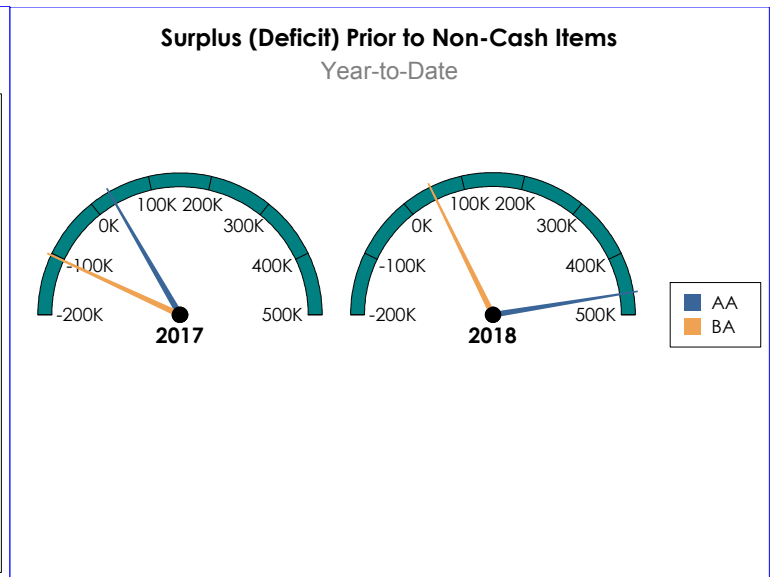 Surplus (Deficit) Prior to Non-Cash Items
Year-to-Date
-200K
-100K
0K
100K
200K
300K
400K
500K
2017
-200K
-100K
0K
100K
200K
300K
400K
500K
2018
AA
BA